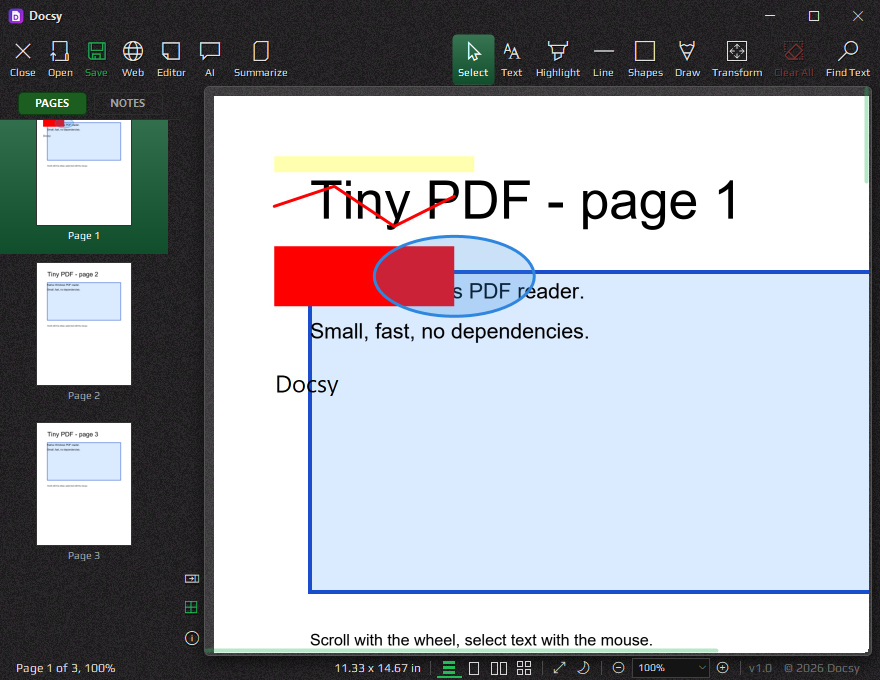 Docsy
Close Open Save Web Editor AI Summarize Select Text Highlight Line Shapes Draw Transform Clear All Find Text
PAGES NOTES
Page 1
Tiny PDF - page 2
Page 2
Tiny PDF - page 3
Page 3
Tiny PDF - page 1
s PDF reader.
Small, fast, no dependencies.
Docsy
Scroll with the wheel, select text with the mouse.
Page 1 of 3, 100% 11.33 x 14.67 in 100% v1.0 © 2026 Docsy